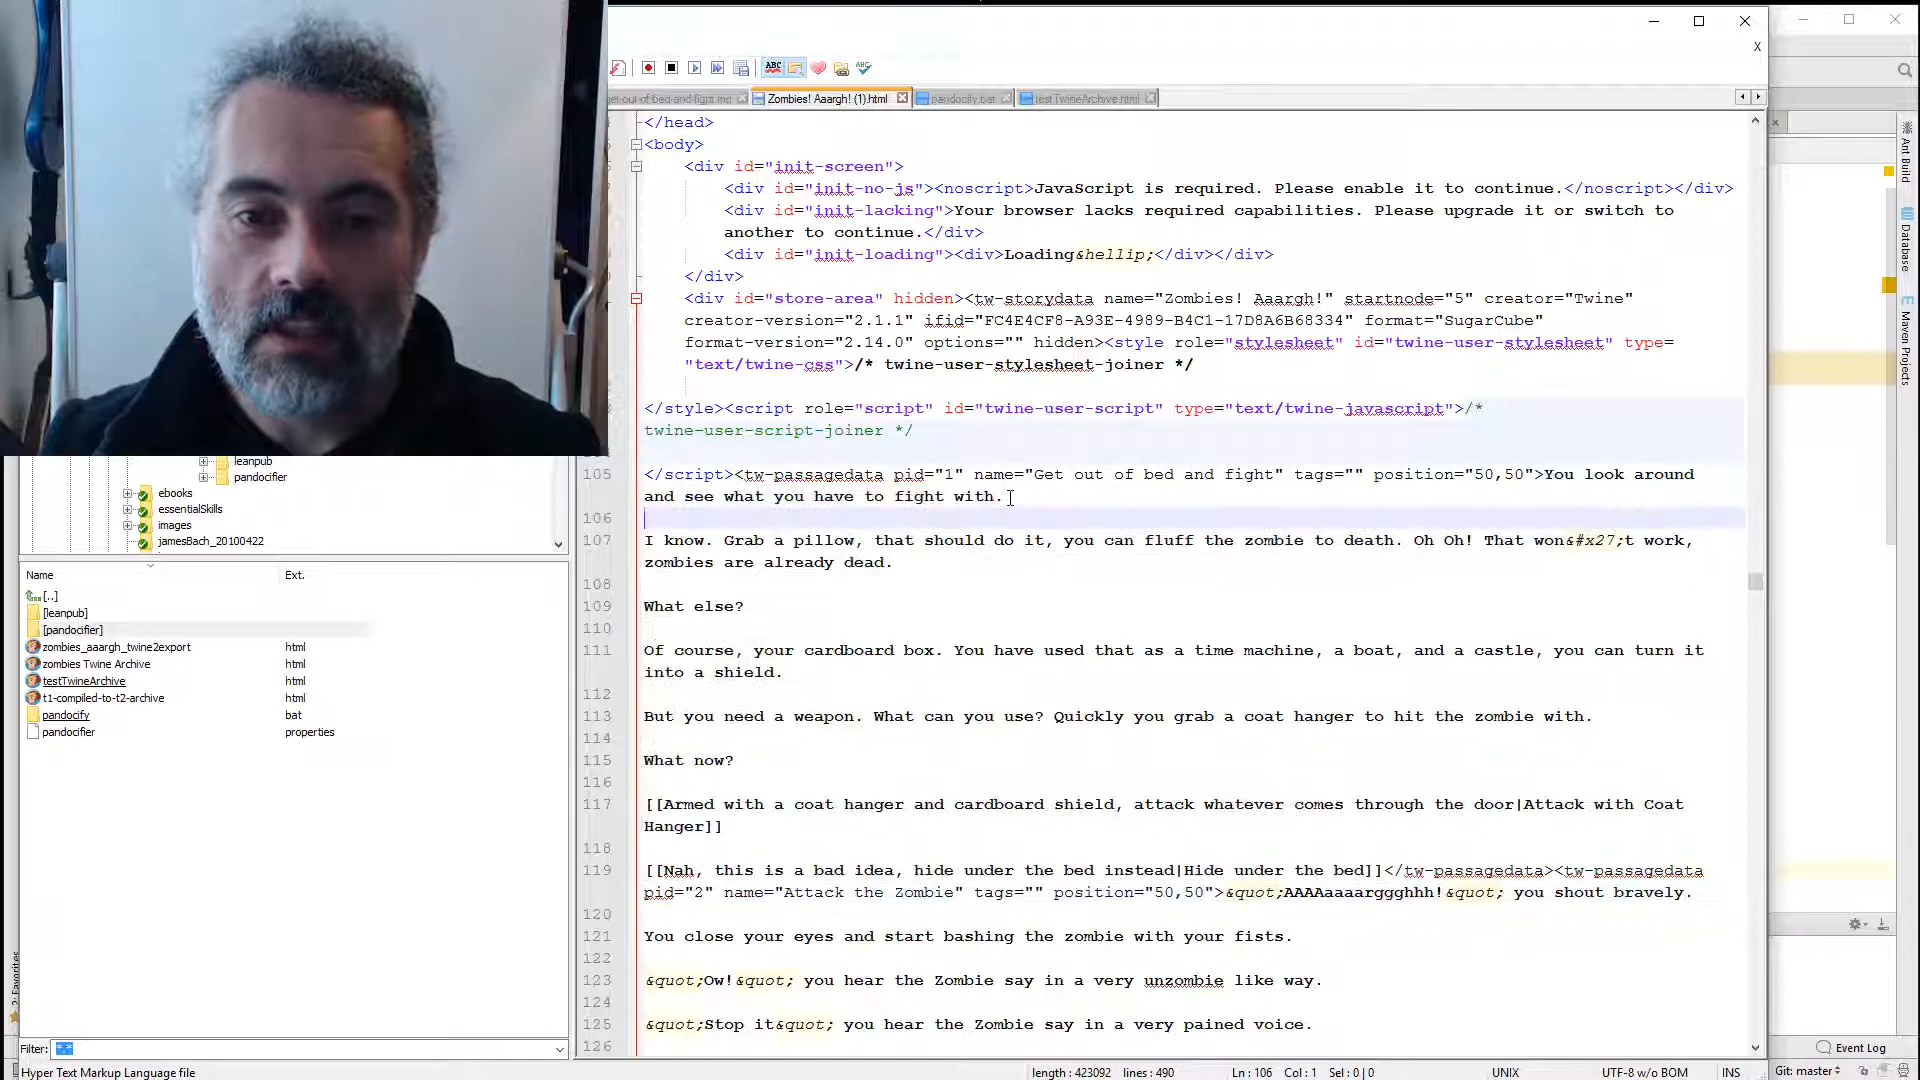 Zombies! Aaargh! (1).html
pandocify.bat
test TwineArchive.html
</head>
<body>
<div id="init-screen">
<div id="init-no-js"><noscript>JavaScript is required. Please enable it to continue.</noscript></div>
<div id="init-lacking">Your browser lacks required capabilities. Please upgrade it or switch to
another to continue.</div>
<div id="init-loading"><div>Loading&hellip;</div></div>
</div>
<div id="store-area" hidden><tw-storydata name="Zombies! Aaargh!" startnode="5" creator="Twine"
creator-version="2.1.1" ifid="FC4E4CF8-A93E-4989-B4C1-17D8A6B68334" format="SugarCube"
format-version="2.14.0" options="" hidden><style role="stylesheet" id="twine-user-stylesheet" type=
"text/twine-css">/* twine-user-stylesheet-joiner */
</style><script role="script" id="twine-user-script" type="text/twine-javascript">/*
twine-user-script-joiner */
105 </script><tw-passagedata pid="1" name="Get out of bed and fight" tags="" position="50,50">You look around
and see what you have to fight with.
106
107 I know. Grab a pillow, that should do it, you can fluff the zombie to death. Oh Oh! That won&#x27;t work,
zombies are already dead.
108
109 What else?
110
111 Of course, your cardboard box. You have used that as a time machine, a boat, and a castle, you can turn it
into a shield.
112
113 But you need a weapon. What can you use? Quickly you grab a coat hanger to hit the zombie with.
114
115 What now?
116
117 [[Armed with a coat hanger and cardboard shield, attack whatever comes through the door|Attack with Coat
Hanger]]
118
119 [[Nah, this is a bad idea, hide under the bed instead|Hide under the bed]]</tw-passagedata><tw-passagedata
pid="2" name="Attack the Zombie" tags="" position="50,50">&quot;AAAAaaaarggghhh!&quot; you shout bravely.
120
121 You close your eyes and start bashing the zombie with your fists.
122
123 &quot;Ow!&quot; you hear the Zombie say in a very unzombie like way.
124
125 &quot;Stop it&quot; you hear the Zombie say in a very pained voice.
126
leanpub
pandocifier
ebooks
essentialSkills
images
jamesBach_20100422
Name Ext.
[..]
[leanpub]
[pandocifier]
zombies_aaargh_twine2export html
zombies Twine Archive html
testTwineArchive html
t1-compiled-to-t2-archive html
pandocify bat
pandocifier properties
Filter: *.*
2: Favorites
Hyper Text Markup Language file
length : 423092 lines : 490
Ln : 106 Col : 1 Sel : 0 | 0
UNIX
UTF-8 w/o BOM
INS
Ant Build
Database
Maven Projects
Event Log
Git: master